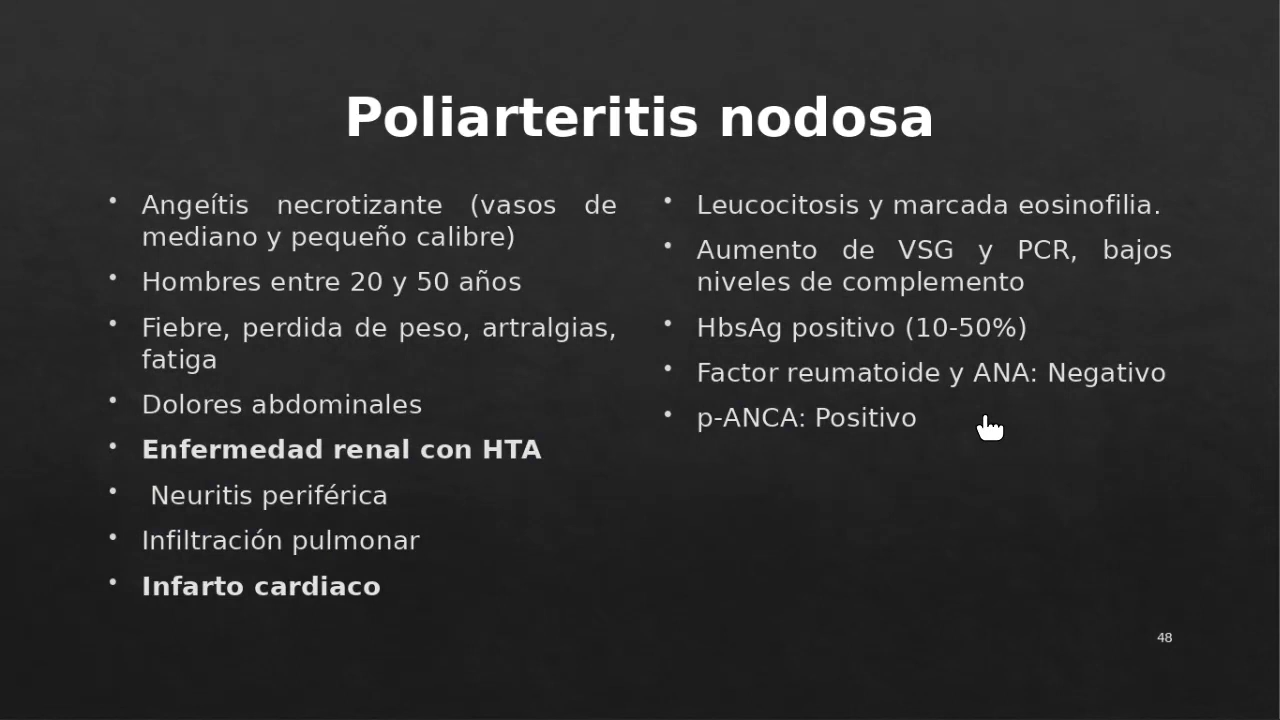 Poliarteritis nodosa
• Angeítis necrotizante (vasos de
mediano y pequeño calibre)
• Hombres entre 20 y 50 años
• Fiebre, perdida de peso, artralgias,
fatiga
• Dolores abdominales
• Enfermedad renal con HTA
• Neuritis periférica
• Infiltración pulmonar
• Infarto cardiaco
• Leucocitosis y marcada eosinofilia.
• Aumento de VSG y PCR, bajos
niveles de complemento
• HbsAg positivo (10-50%)
• Factor reumatoide y ANA: Negativo
• p-ANCA: Positivo
48